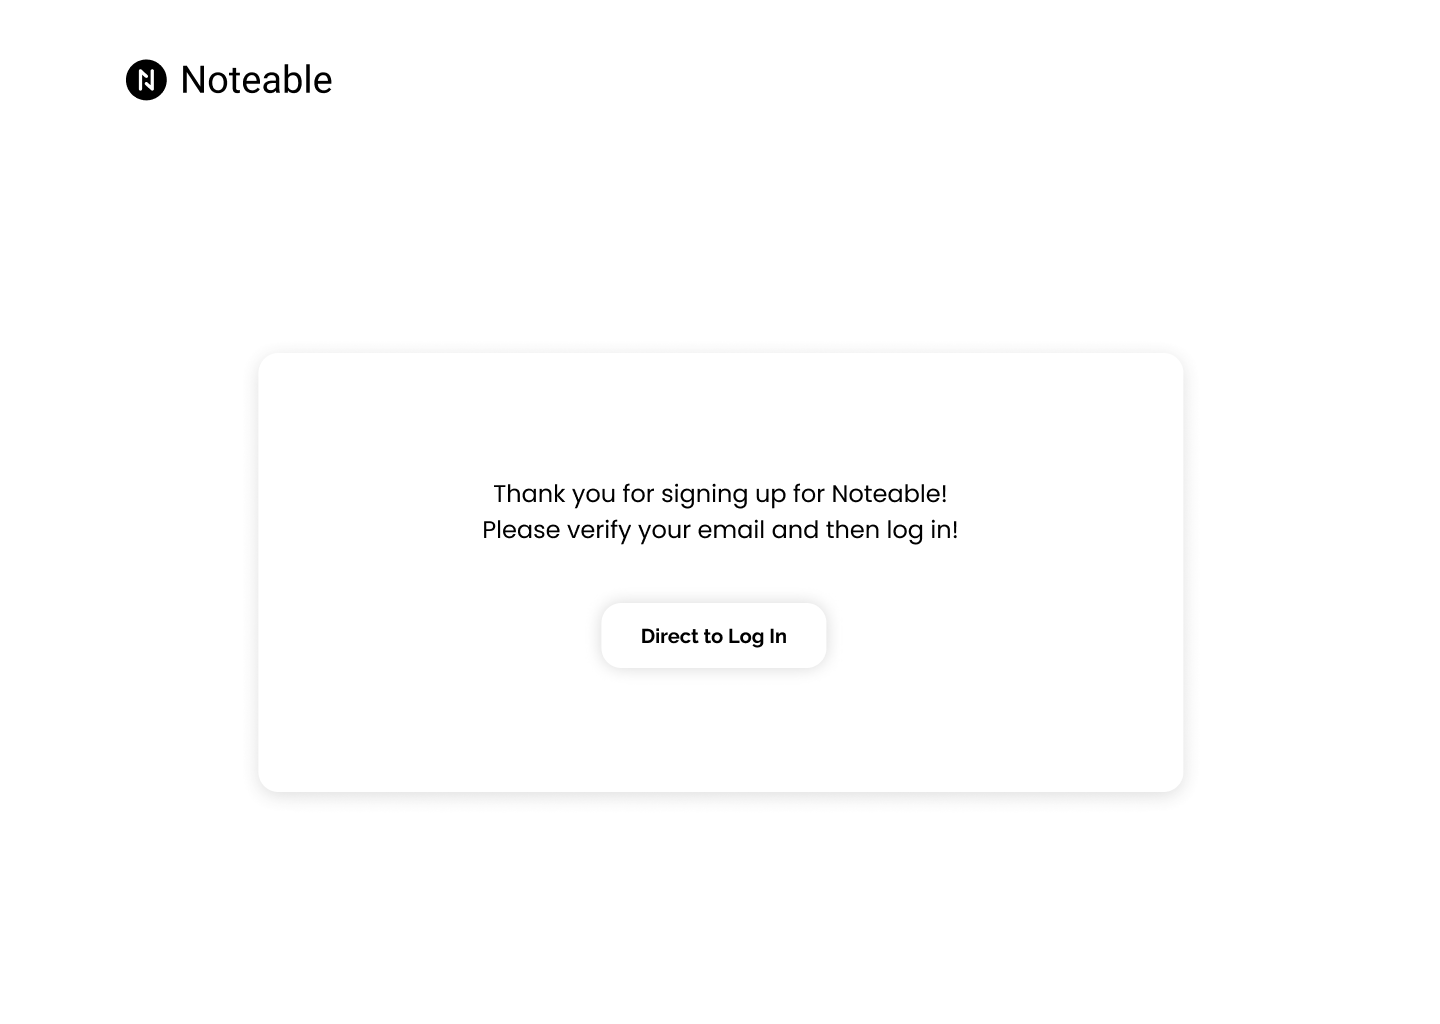 Noteable
Thank you for signing up for Noteable!
Please verify your email and then log in!
Direct to Log In